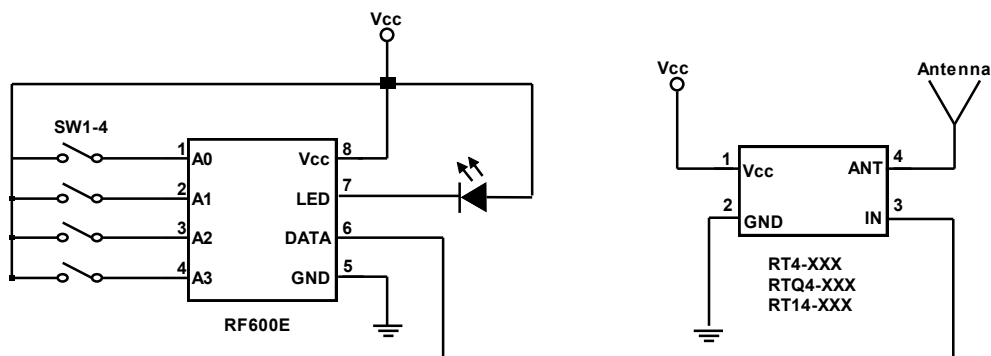 Vcc
SW1-4
1 A0 Vcc 8
2 A1 LED 7
3 A2 DATA 6
4 A3 GND 5
RF600E
Vcc
Antenna
1 Vcc ANT 4
2 GND IN 3
RT4-XXX
RTQ4-XXX
RT14-XXX